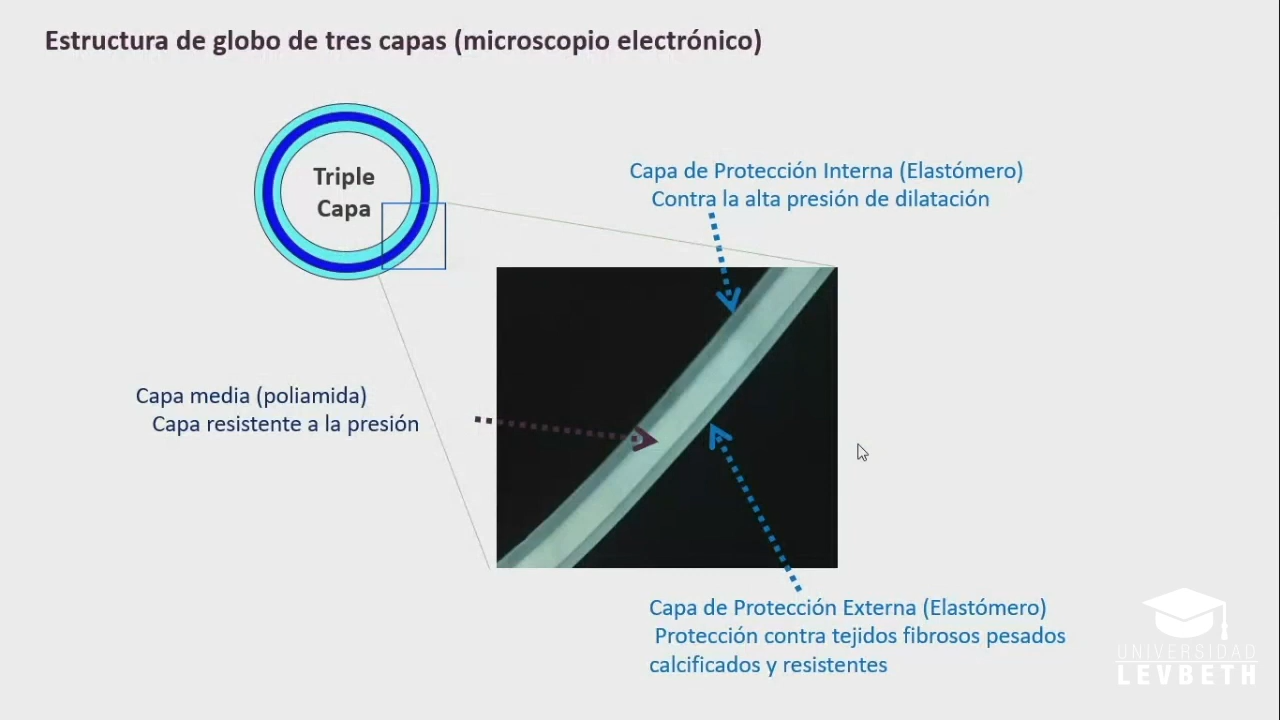 Estructura de globo de tres capas (microscopio electrónico)
Triple
Capa
Capa de Protección Interna (Elastómero)
Contra la alta presión de dilatación
Capa media (poliamida)
Capa resistente a la presión
Capa de Protección Externa (Elastómero)
Protección contra tejidos fibrosos pesados
calcificados y resistentes
UNIVERSIDAD
LEVBETH